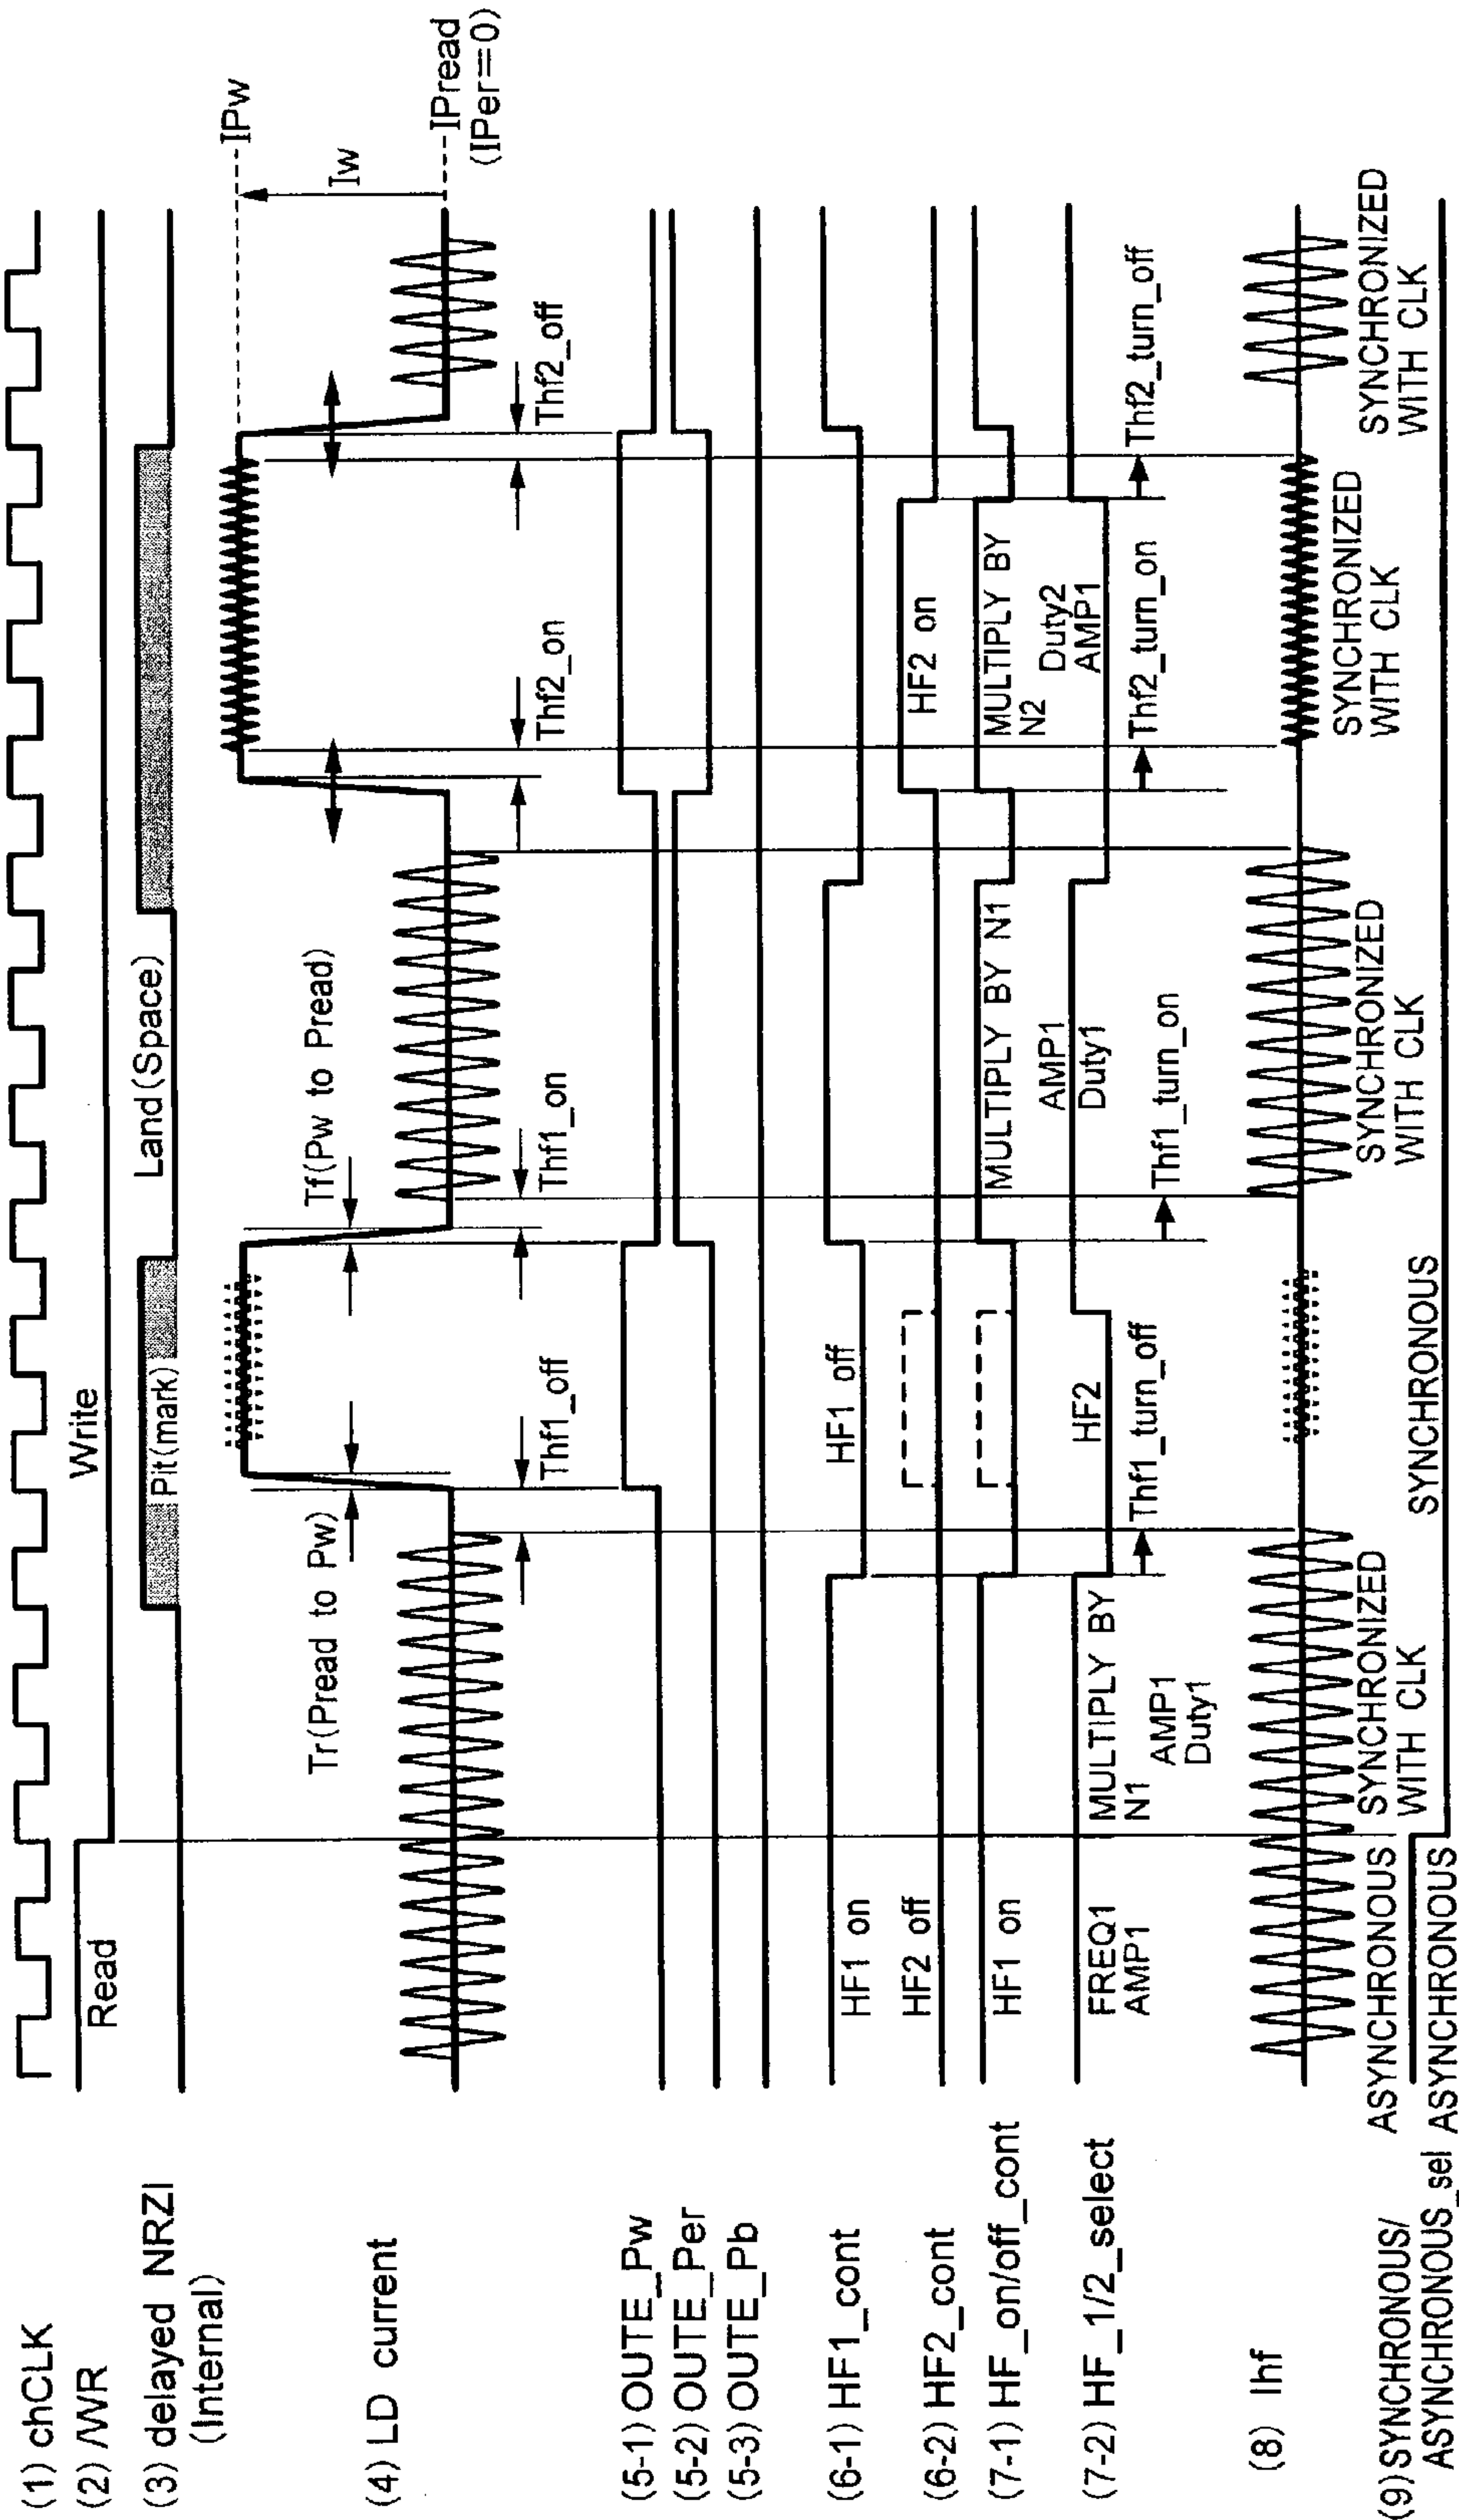 (1) chCLK
(2) /WR
Read
Write
(3) delayed NRZI
(Internal)
Pit(mark)
Land(Space)
(4) LD current
Tr(Pread to Pw)
Tf(Pw to Pread)
Thf1_off
Thf1_on
Thf2_on
Thf2_off
IPw
Iw
IPread
(IPer=0)
(5-1) OUTE_Pw
(5-2) OUTE_Per
(5-3) OUTE_Pb
(6-1) HF1_cont
HF1 on
HF1 off
(6-2) HF2_cont
HF2 off
HF2 on
(7-1) HF_on/off_cont
HF1 on
MULTIPLY BY N1
MULTIPLY BY
N2
(7-2) HF_1/2_select
FREQ1
AMP1
MULTIPLY BY
N1
AMP1
Duty1
HF2
AMP1
Duty1
Duty2
AMP1
Thf1_turn_off
Thf1_turn_on
Thf2_turn_on
Thf2_turn_off
(8) Ihf
ASYNCHRONOUS
SYNCHRONIZED
WITH CLK
SYNCHRONIZED
WITH CLK
SYNCHRONIZED
WITH CLK
SYNCHRONIZED
WITH CLK
(9) SYNCHRONOUS/
ASYNCHRONOUS_sel
ASYNCHRONOUS
SYNCHRONOUS